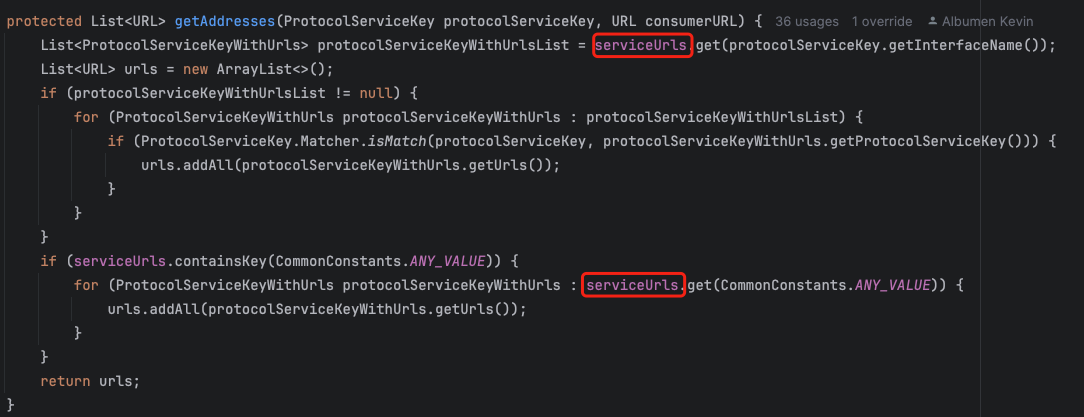 protected List<URL> getAddresses(ProtocolServiceKey protocolServiceKey, URL consumerURL) { 36 usages 1 override Albumen Kevin
    List<ProtocolServiceKeyWithUrls> protocolServiceKeyWithUrlsList = serviceUrls.get(protocolServiceKey.getInterfaceName());
    List<URL> urls = new ArrayList<>();
    if (protocolServiceKeyWithUrlsList != null) {
        for (ProtocolServiceKeyWithUrls protocolServiceKeyWithUrls : protocolServiceKeyWithUrlsList) {
            if (ProtocolServiceKey.Matcher.isMatch(protocolServiceKey, protocolServiceKeyWithUrls.getProtocolServiceKey())) {
                urls.addAll(protocolServiceKeyWithUrls.getUrls());
            }
        }
    }
    if (serviceUrls.containsKey(CommonConstants.ANY_VALUE)) {
        for (ProtocolServiceKeyWithUrls protocolServiceKeyWithUrls : serviceUrls.get(CommonConstants.ANY_VALUE)) {
            urls.addAll(protocolServiceKeyWithUrls.getUrls());
        }
    }
    return urls;
}